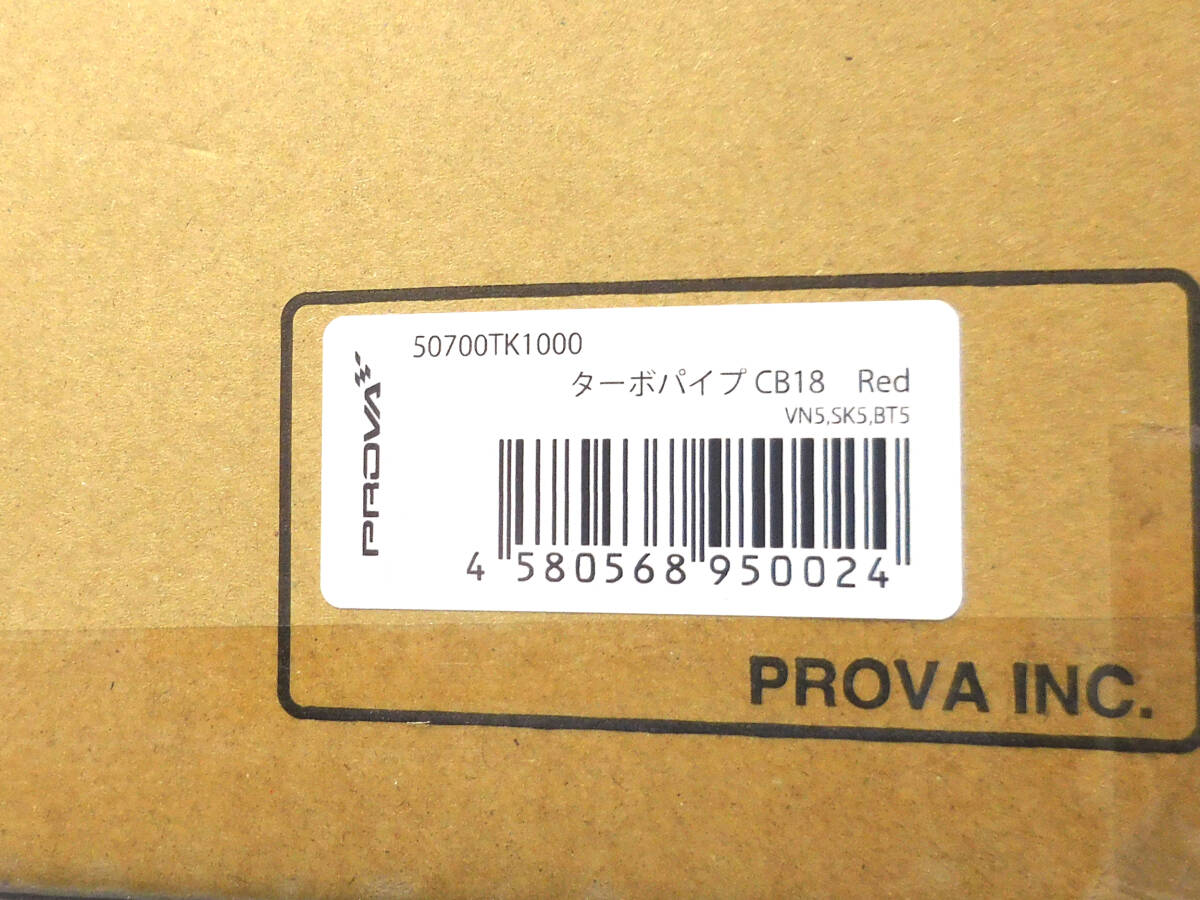 50700TK1000
ターボパイプ CB18 Red
VN5,SK5,BT5
PROVA
4 580568 950024
PROVA INC.